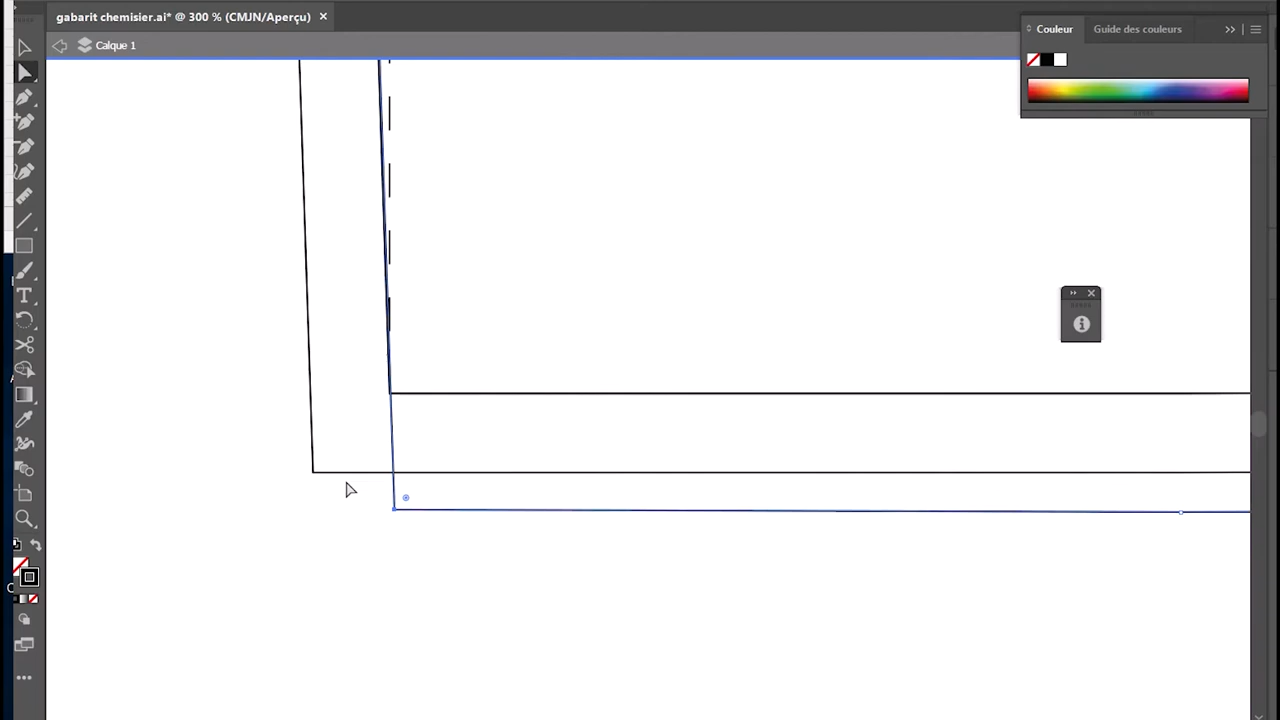 gabarit chemisier.ai* @ 300 % (CMJN/Aperçu)
Calque 1
Couleur
Guide des couleurs